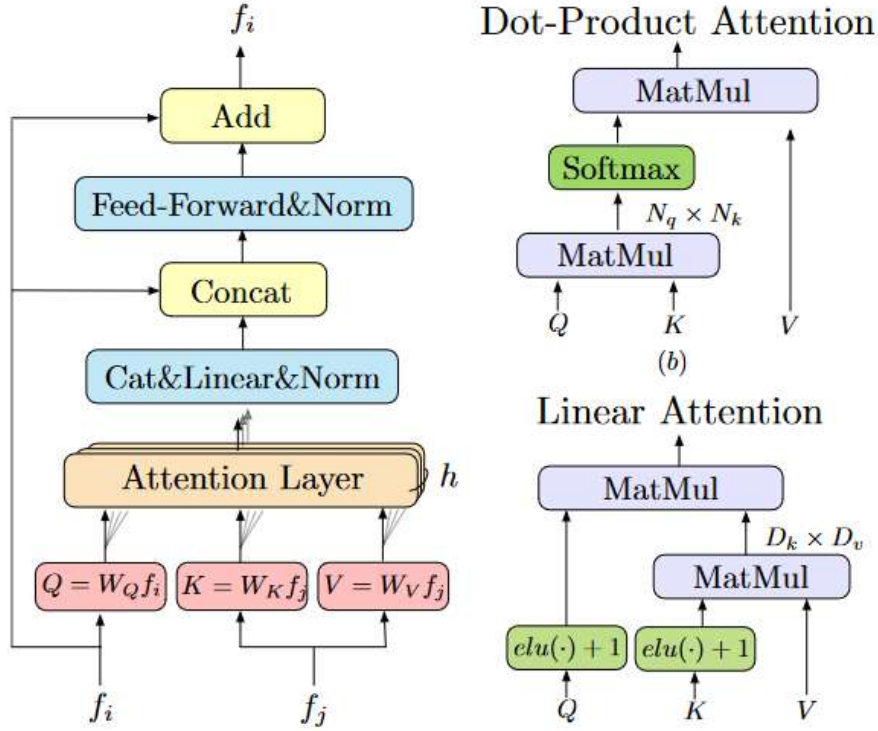 f_i
Add
Feed-Forward&Norm
Concat
Cat&Linear&Norm
Attention Layer
h
Q = W_Q f_i
K = W_K f_j
V = W_V f_j
f_i
f_j
Dot-Product Attention
MatMul
Softmax
N_q × N_k
MatMul
Q
K
V
(b)
Linear Attention
MatMul
D_k × D_v
MatMul
elu(·) + 1
elu(·) + 1
Q
K
V